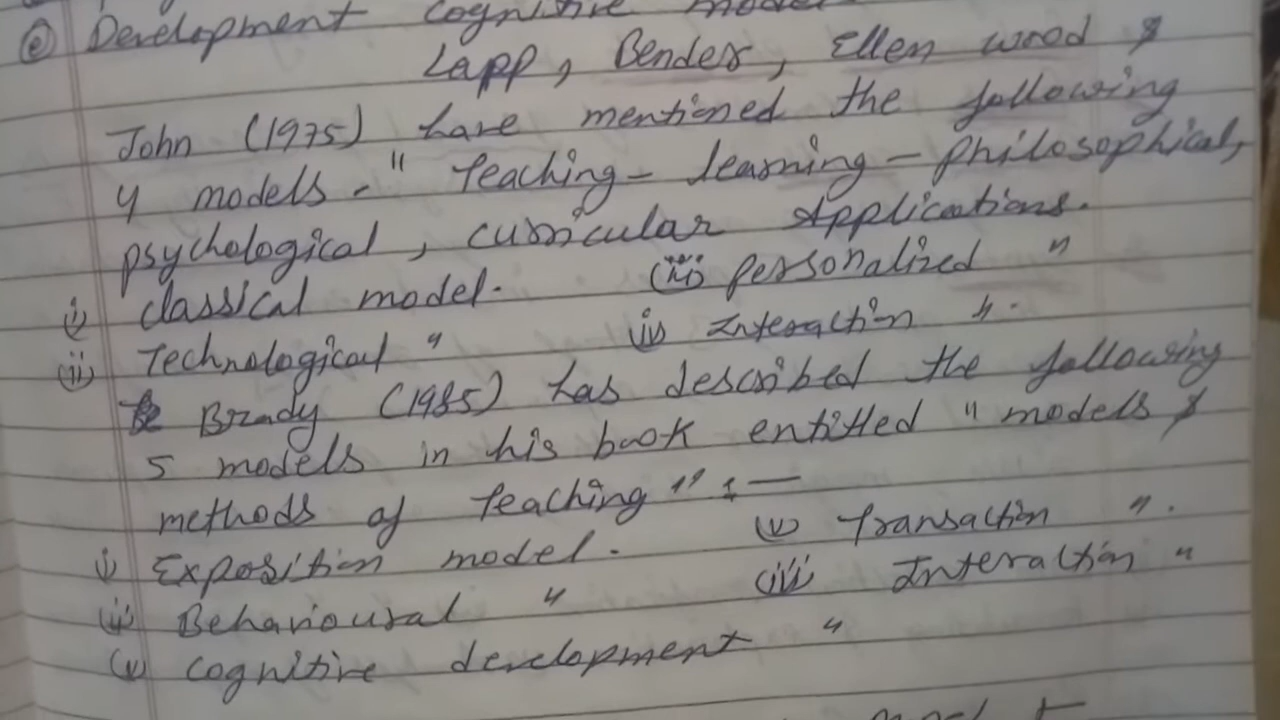 (e) Development cognitive model
Lapp, Bender, Ellen wood &
John (1975) have mentioned the following
4 models - " Teaching - learning - philosophical,
psychological, curricular Applications.
(i) classical model. (iii) personalized "
(ii) Technological " (iv) Interaction " .
Brady (1985) has described the following
5 models in his book entitled " models &
methods of Teaching " : —
(i) Exposition model. (v) Transaction " .
(ii) Behavioural " (iii) Interaction "
(v) cognitive development "